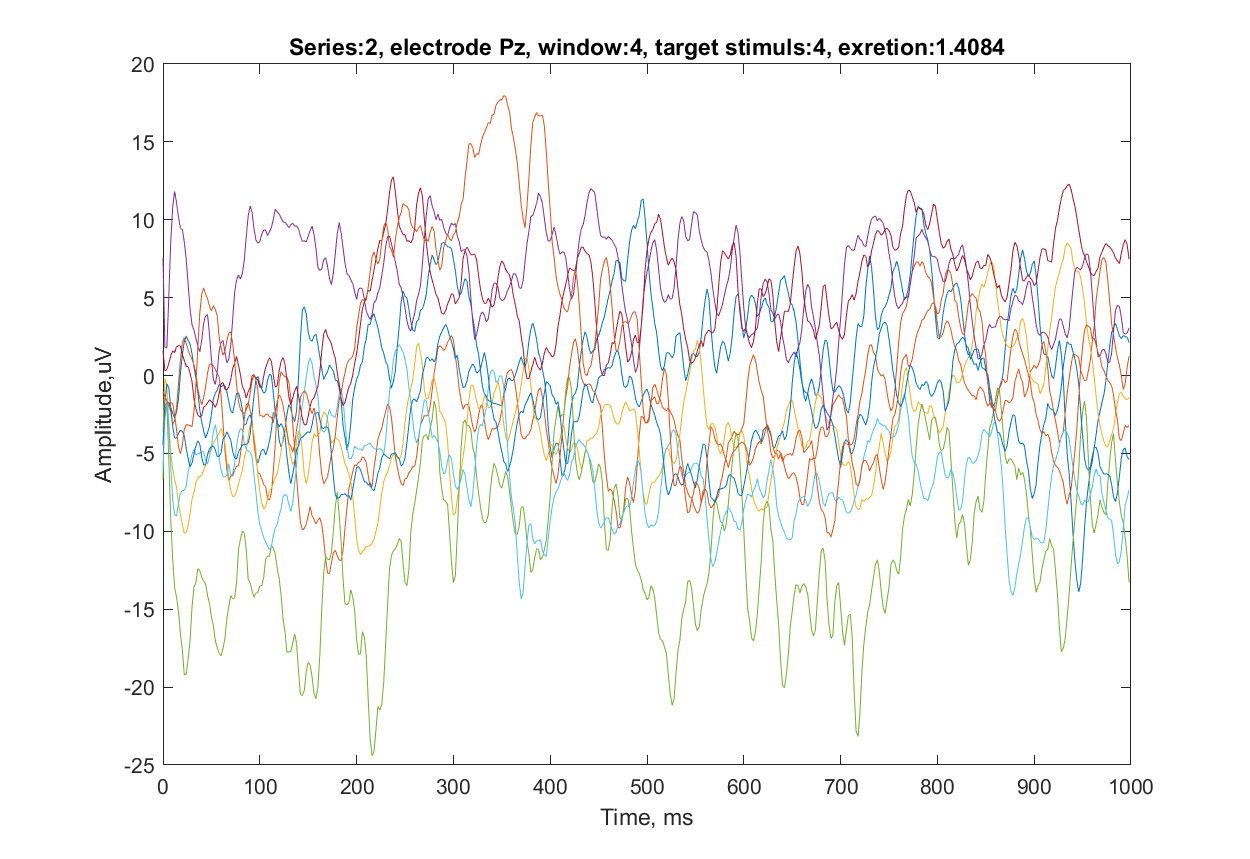 Series:2, electrode Pz, window:4, target stimuls:4, exretion:1.4084
20
15
10
5
0
-5
-10
-15
-20
-25
Amplitude,uV
0 100 200 300 400 500 600 700 800 900 1000
Time, ms